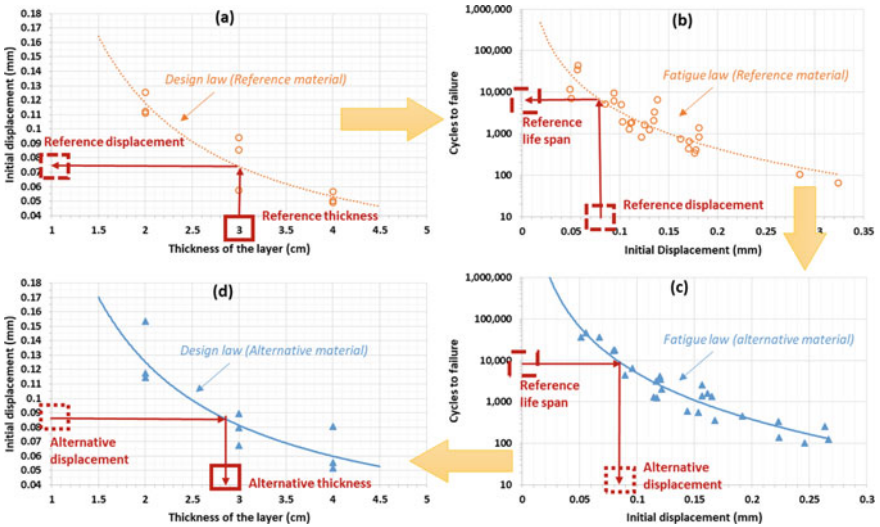 (a)
0.18
0.17
0.16
0.15
0.14
0.13
0.12
0.11
0.1
0.09
0.08
0.07
0.06
0.05
0.04
Initial displacement (mm)
Design law (Reference material)
Reference displacement
Reference thickness
1 1.5 2 2.5 3 3.5 4 4.5 5
Thickness of the layer (cm)
(b)
1,000,000
100,000
10,000
1,000
100
10
Cycles to failure
Fatigue law (Reference material)
Reference
life span
Reference displacement
0 0.05 0.1 0.15 0.2 0.25 0.3 0.35
Initial Displacement (mm)
(d)
0.18
0.17
0.16
0.15
0.14
0.13
0.12
0.11
0.1
0.09
0.08
0.07
0.06
0.05
0.04
Initial displacement (mm)
Design law (Alternative material)
Alternative
displacement
Alternative thickness
1 1.5 2 2.5 3 3.5 4 4.5 5
Thickness of the layer (cm)
(c)
1,000,000
100,000
10,000
1,000
100
10
Cycles to failure
Fatigue law (alternative material)
Reference
life span
Alternative
displacement
0 0.05 0.1 0.15 0.2 0.25 0.3
Initial displacement (mm)